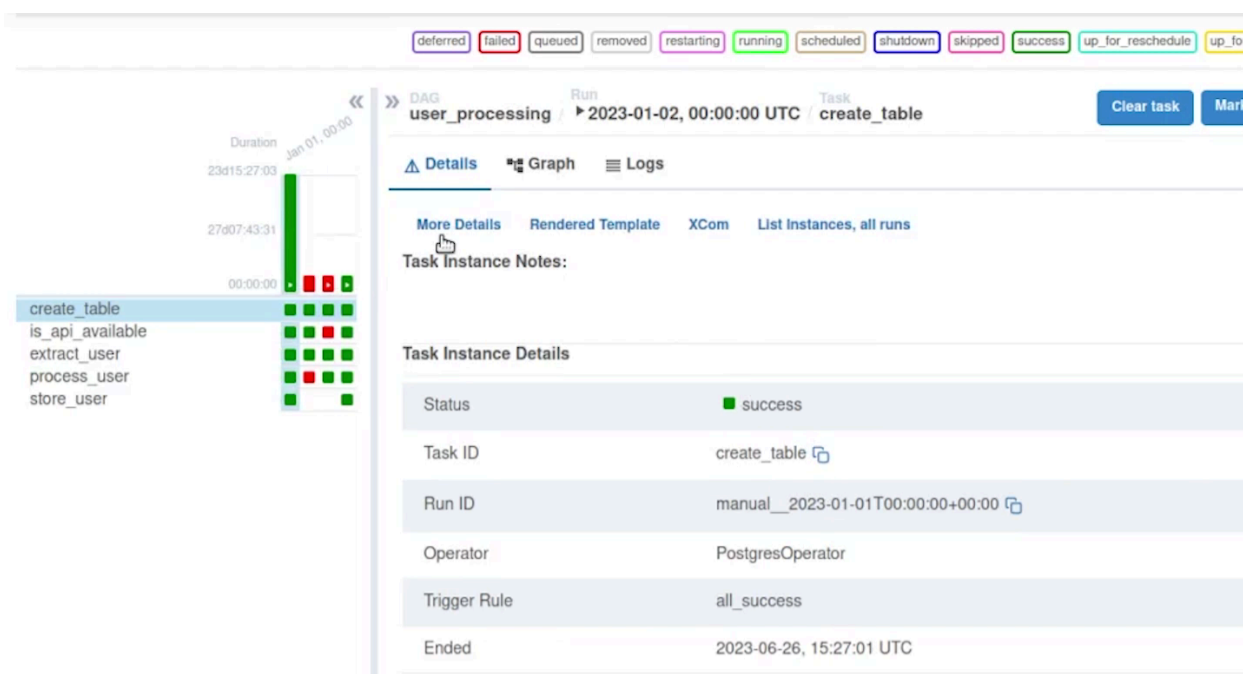 deferred failed queued removed restarting running scheduled shutdown skipped success up_for_reschedule up_fo
DAG Run Task
user_processing / 2023-01-02, 00:00:00 UTC / create_table Clear task Mar
Duration Jan 01, 00:00
23d15:27:03
27d07:43:31
00:00:00
create_table
is_api_available
extract_user
process_user
store_user
Details Graph Logs
More Details Rendered Template XCom List Instances, all runs
Task Instance Notes:
Task Instance Details
Status success
Task ID create_table
Run ID manual__2023-01-01T00:00:00+00:00
Operator PostgresOperator
Trigger Rule all_success
Ended 2023-06-26, 15:27:01 UTC